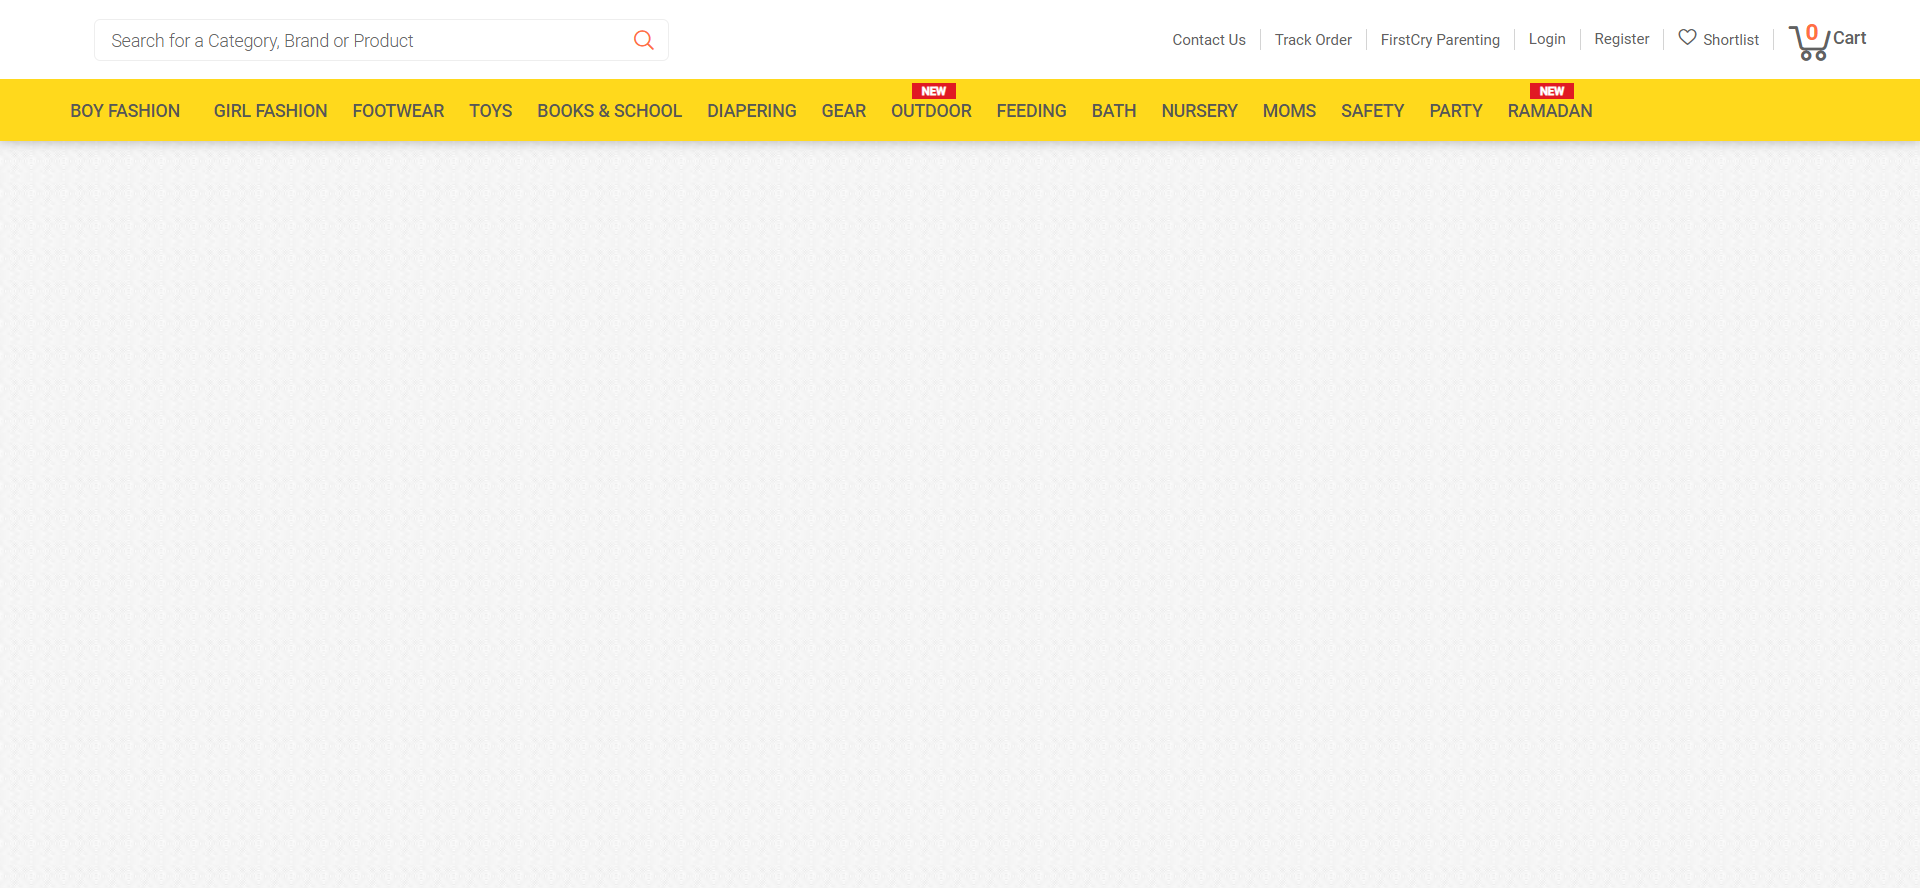 Search for a Category, Brand or Product
Contact Us
Track Order
FirstCry Parenting
Login
Register
Shortlist
0
Cart
BOY FASHION
GIRL FASHION
FOOTWEAR
TOYS
BOOKS & SCHOOL
DIAPERING
GEAR
NEW
OUTDOOR
FEEDING
BATH
NURSERY
MOMS
SAFETY
PARTY
NEW
RAMADAN